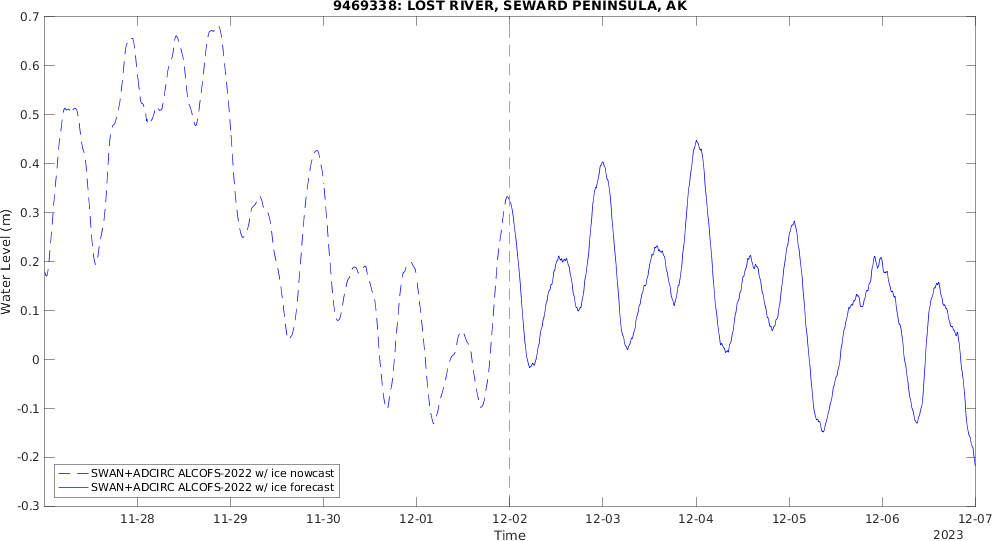 9469338: LOST RIVER, SEWARD PENINSULA, AK
0.7
0.6
0.5
0.4
0.3
0.2
0.1
0
-0.1
-0.2
-0.3
Water Level (m)
SWAN+ADCIRC ALCOFS-2022 w/ ice nowcast
SWAN+ADCIRC ALCOFS-2022 w/ ice forecast
11-28 11-29 11-30 12-01 12-02 12-03 12-04 12-05 12-06 12-07
Time
2023